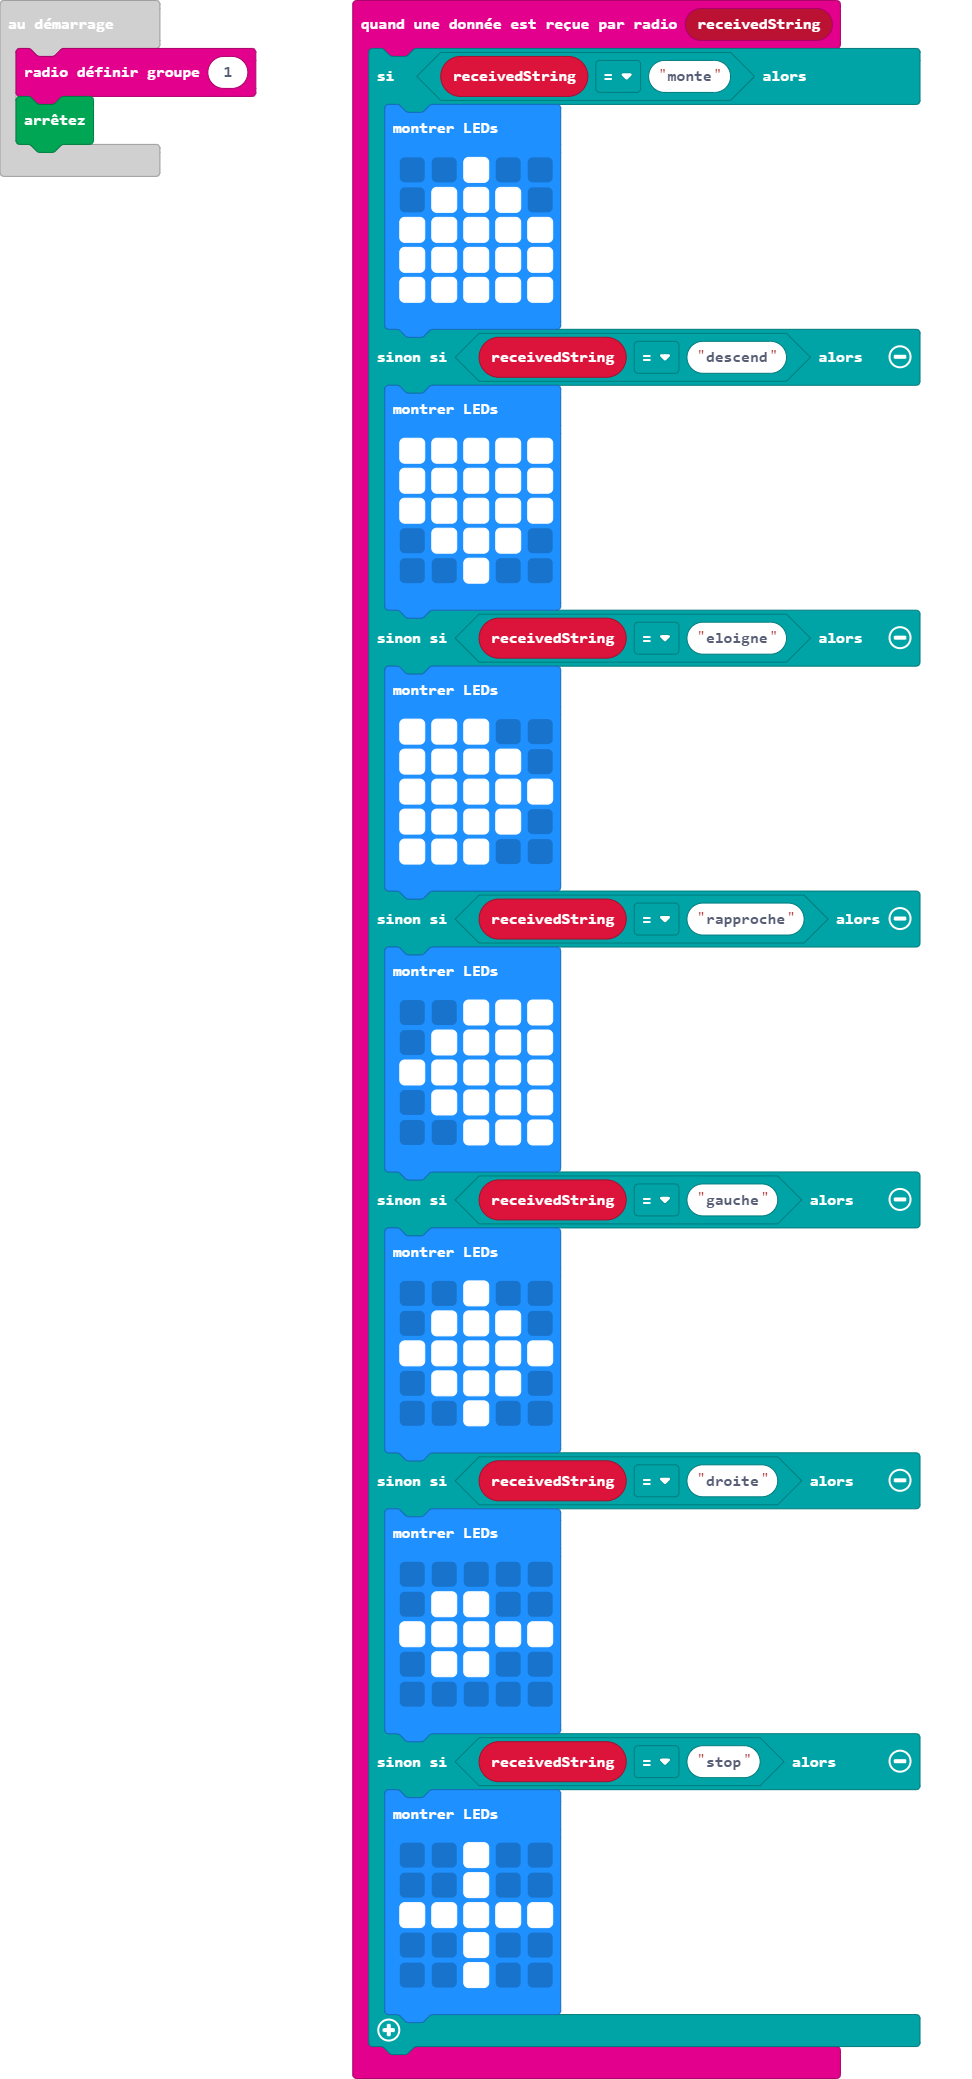 au démarrage
radio définir groupe 1
arrêtez
quand une donnée est reçue par radio receivedString
si receivedString = "monte" alors
montrer LEDs
sinon si receivedString = "descend" alors
montrer LEDs
sinon si receivedString = "eloigne" alors
montrer LEDs
sinon si receivedString = "rapproche" alors
montrer LEDs
sinon si receivedString = "gauche" alors
montrer LEDs
sinon si receivedString = "droite" alors
montrer LEDs
sinon si receivedString = "stop" alors
montrer LEDs